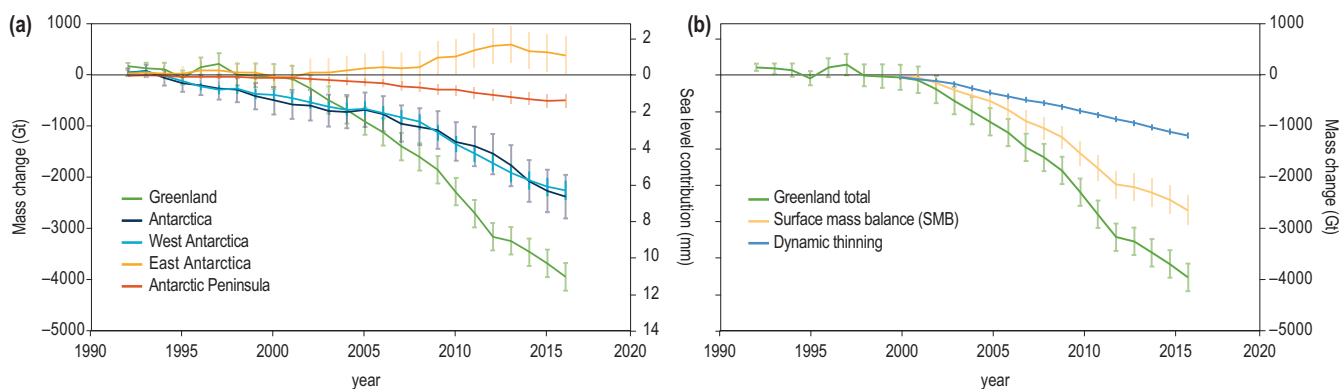 (a)
Mass change (Gt)
1000
0
–1000
–2000
–3000
–4000
–5000
Greenland
Antarctica
West Antarctica
East Antarctica
Antarctic Peninsula
2
0
2
4
6
8
10
12
14
Sea level contribution (mm)
1990 1995 2000 2005 2010 2015 2020
year
(b)
Greenland total
Surface mass balance (SMB)
Dynamic thinning
1000
0
–1000
–2000
–3000
–4000
–5000
Mass change (Gt)
1990 1995 2000 2005 2010 2015 2020
year